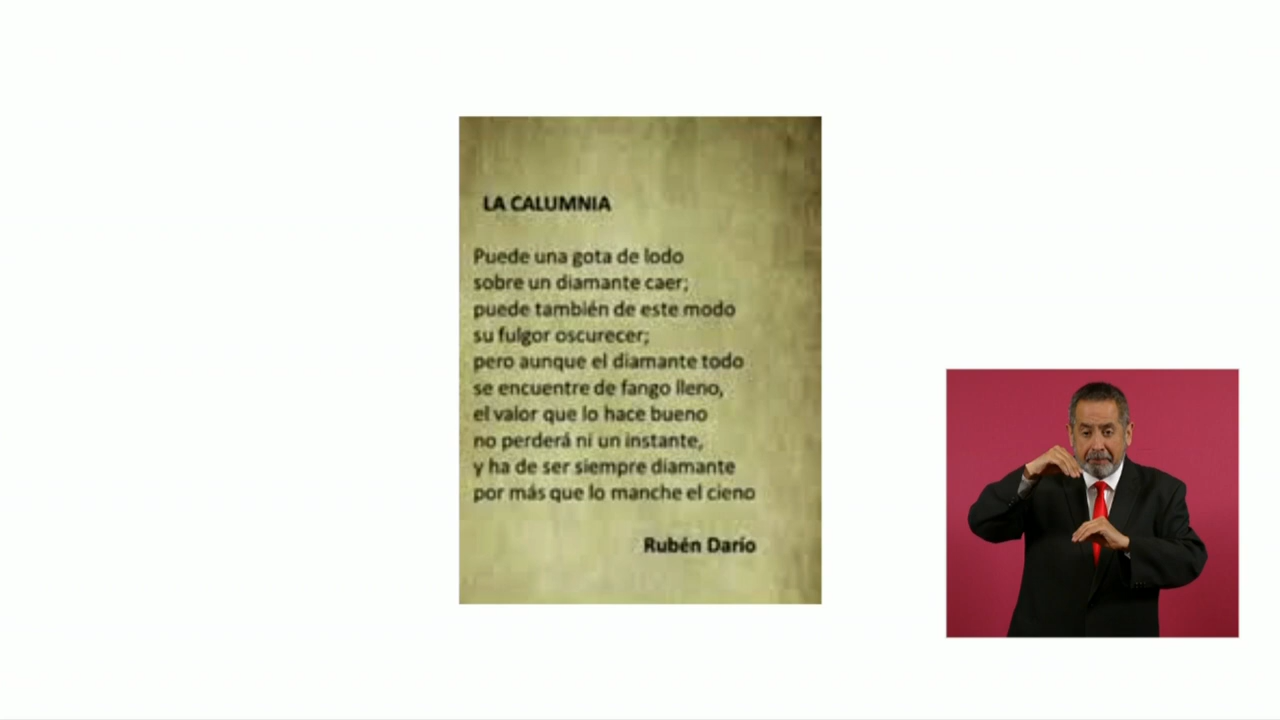 LA CALUMNIA
Puede una gota de lodo
sobre un diamante caer;
puede también de este modo
su fulgor oscurecer;
pero aunque el diamante todo
se encuentre de fango lleno,
el valor que lo hace bueno
no perderá ni un instante,
y ha de ser siempre diamante
por más que lo manche el cieno
Rubén Darío